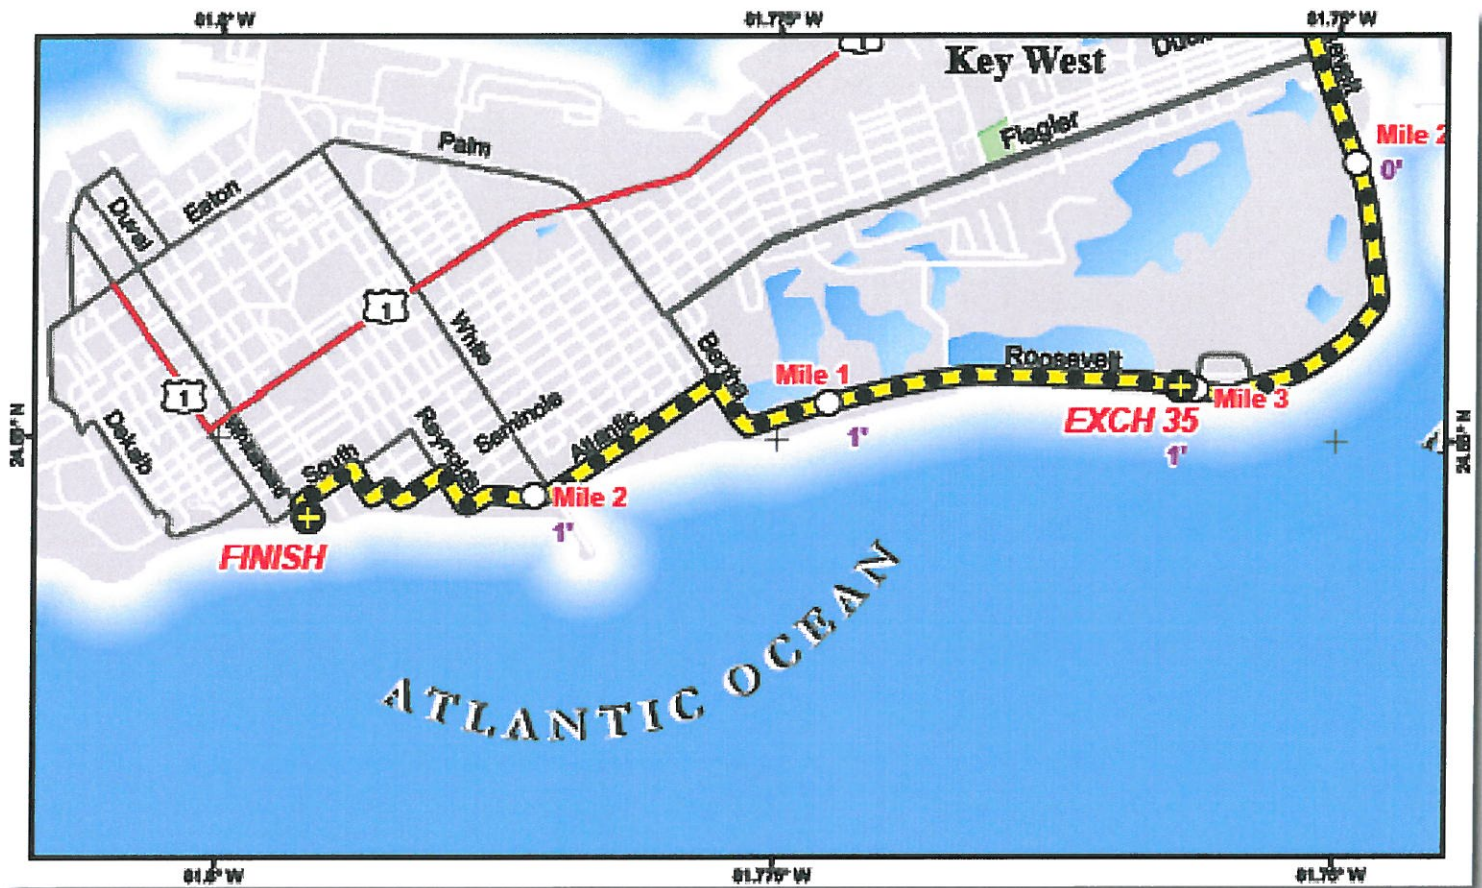 81.8° W
81.775° W
81.75° W
1
Key West
Mile 2
0'
Flagler
Palm
Eaton
Duval
1
White
Bertha
Roosevelt
Mile 1
1
Mile 3
EXCH 35
1'
1'
Seminole
Atlantic
Reynolds
South
Dekalb
Mile 2
1'
FINISH
ATLANTIC OCEAN
81.8° W
81.775° W
81.75° W